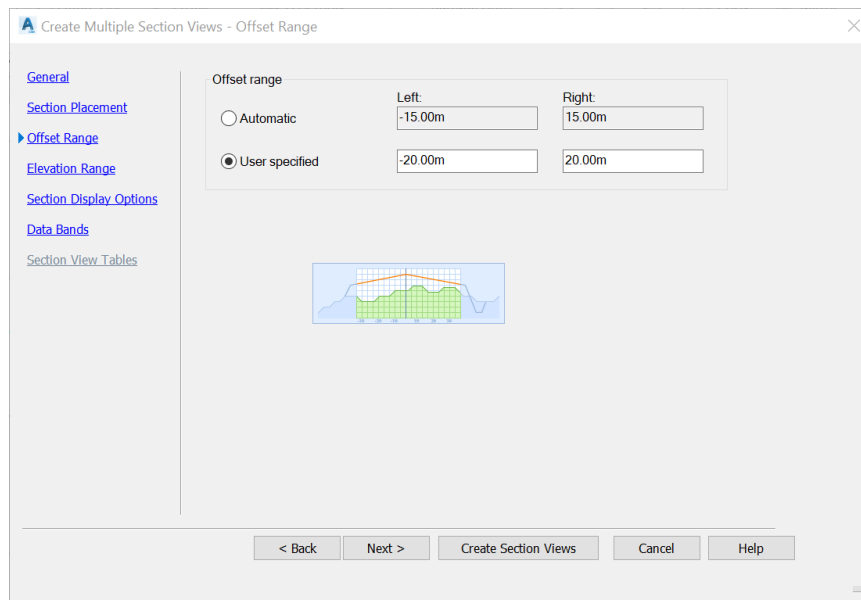 Create Multiple Section Views - Offset Range
General
Section Placement
Offset Range
Elevation Range
Section Display Options
Data Bands
Section View Tables
Offset range
Left:
Right:
Automatic
-15.00m
15.00m
User specified
-20.00m
20.00m
< Back
Next >
Create Section Views
Cancel
Help